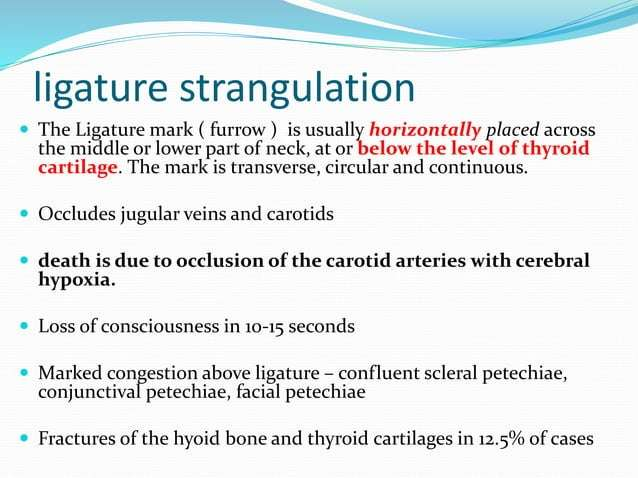 ligature strangulation
• The Ligature mark ( furrow )  is usually horizontally placed across
the middle or lower part of neck, at or below the level of thyroid
cartilage. The mark is transverse, circular and continuous.
• Occludes jugular veins and carotids
• death is due to occlusion of the carotid arteries with cerebral
hypoxia.
• Loss of consciousness in 10-15 seconds
• Marked congestion above ligature – confluent scleral petechiae,
conjunctival petechiae, facial petechiae
• Fractures of the hyoid bone and thyroid cartilages in 12.5% of cases